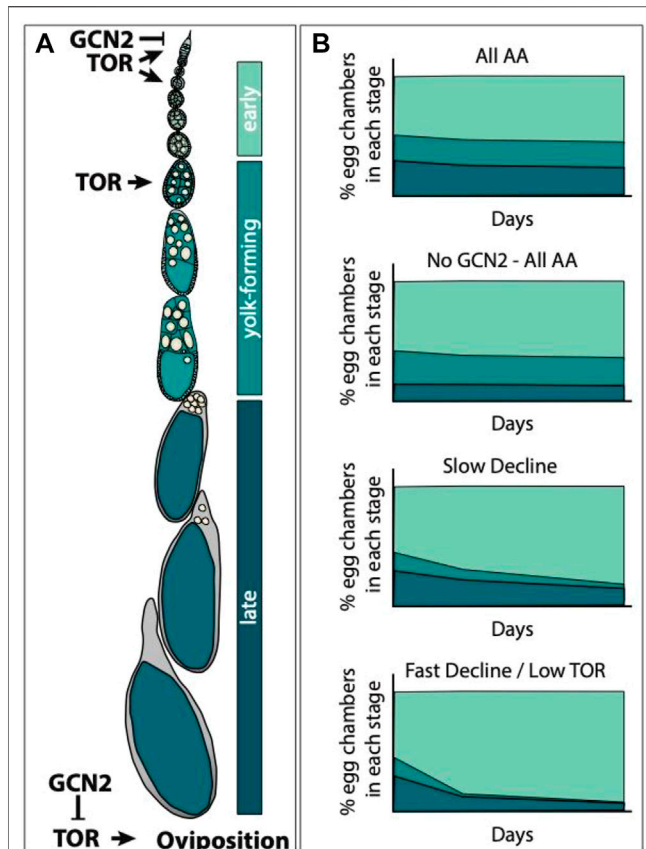 A
GCN2
TOR
early
TOR
yolk-forming
late
GCN2
TOR
Oviposition
B
All AA
% egg chambers
in each stage
Days
No GCN2 - All AA
% egg chambers
in each stage
Days
Slow Decline
% egg chambers
in each stage
Days
Fast Decline / Low TOR
% egg chambers
in each stage
Days